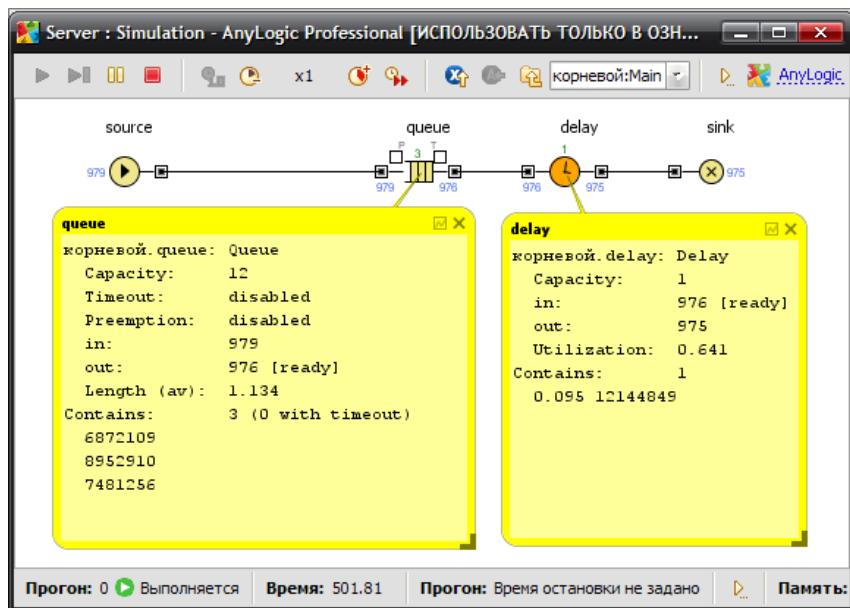 Server : Simulation - AnyLogic Professional [ИСПОЛЬЗОВАТЬ ТОЛЬКО В ОЗН...
x1 корневой:Main AnyLogic
source queue delay sink
P T
3 1
979 975
979 976 976 975
queue
корневой.queue: Queue
Capacity: 12
Timeout: disabled
Preemption: disabled
in: 979
out: 976 [ready]
Length (av): 1.134
Contains: 3 (0 with timeout)
6872109
8952910
7481256
delay
корневой.delay: Delay
Capacity: 1
in: 976 [ready]
out: 975
Utilization: 0.641
Contains: 1
0.095 12144849
Прогон: 0 Выполняется Время: 501.81 Прогон: Время остановки не задано Память: